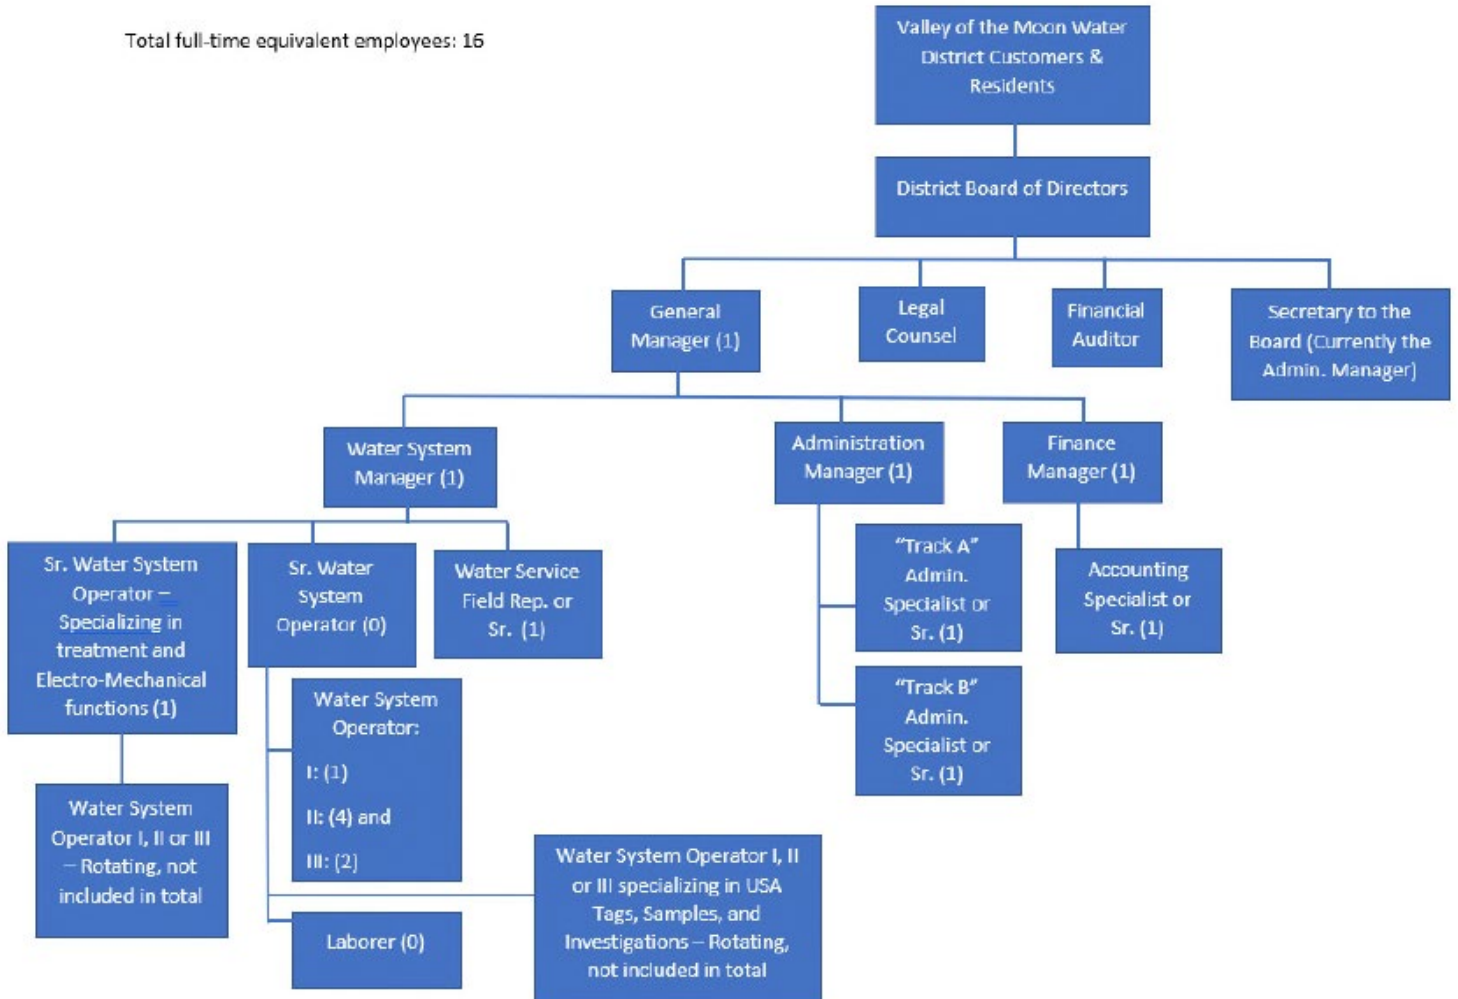 Total full-time equivalent employees: 16
Valley of the Moon Water
District Customers &
Residents
District Board of Directors
General
Manager (1)
Legal
Counsel
Financial
Auditor
Secretary to the
Board (Currently the
Admin. Manager)
Water System
Manager (1)
Administration
Manager (1)
Finance
Manager (1)
Sr. Water System
Operator –
Specializing in
treatment and
Electro-Mechanical
functions (1)
Sr. Water
System
Operator (0)
Water Service
Field Rep. or
Sr. (1)
"Track A"
Admin.
Specialist or
Sr. (1)
Accounting
Specialist or
Sr. (1)
"Track B"
Admin.
Specialist or
Sr. (1)
Water System
Operator:
I: (1)
II: (4) and
III: (2)
Water System
Operator I, II or III
– Rotating, not
included in total
Water System Operator I, II
or III specializing in USA
Tags, Samples, and
Investigations – Rotating,
not included in total
Laborer (0)